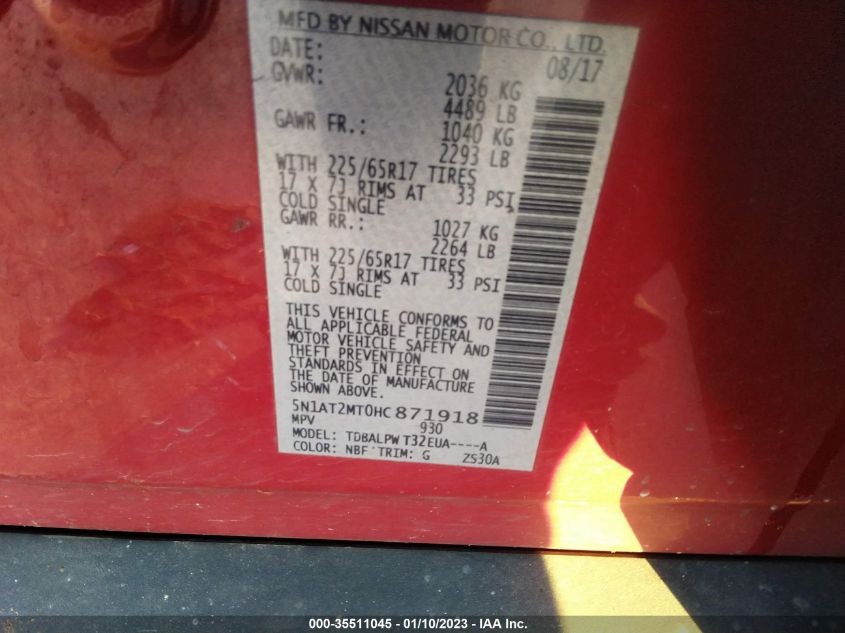 MFD BY NISSAN MOTOR CO., LTD.
DATE: 08/17
GVWR: 2036 KG
4489 LB
GAWR FR.: 1040 KG
2293 LB
WITH 225/65R17 TIRES
17 X 7J RIMS AT 33 PSI
COLD SINGLE
GAWR RR.: 1027 KG
2264 LB
WITH 225/65R17 TIRES
17 X 7J RIMS AT 33 PSI
COLD SINGLE
THIS VEHICLE CONFORMS TO
ALL APPLICABLE FEDERAL
MOTOR VEHICLE SAFETY AND
THEFT PREVENTION
STANDARDS IN EFFECT ON
THE DATE OF MANUFACTURE
SHOWN ABOVE.
5N1AT2MT0HC871918
MPV 930
MODEL: TDBALPW T32EUA----A
COLOR: NBF TRIM: G 2S30A
000-35511045 - 01/10/2023 - IAA Inc.